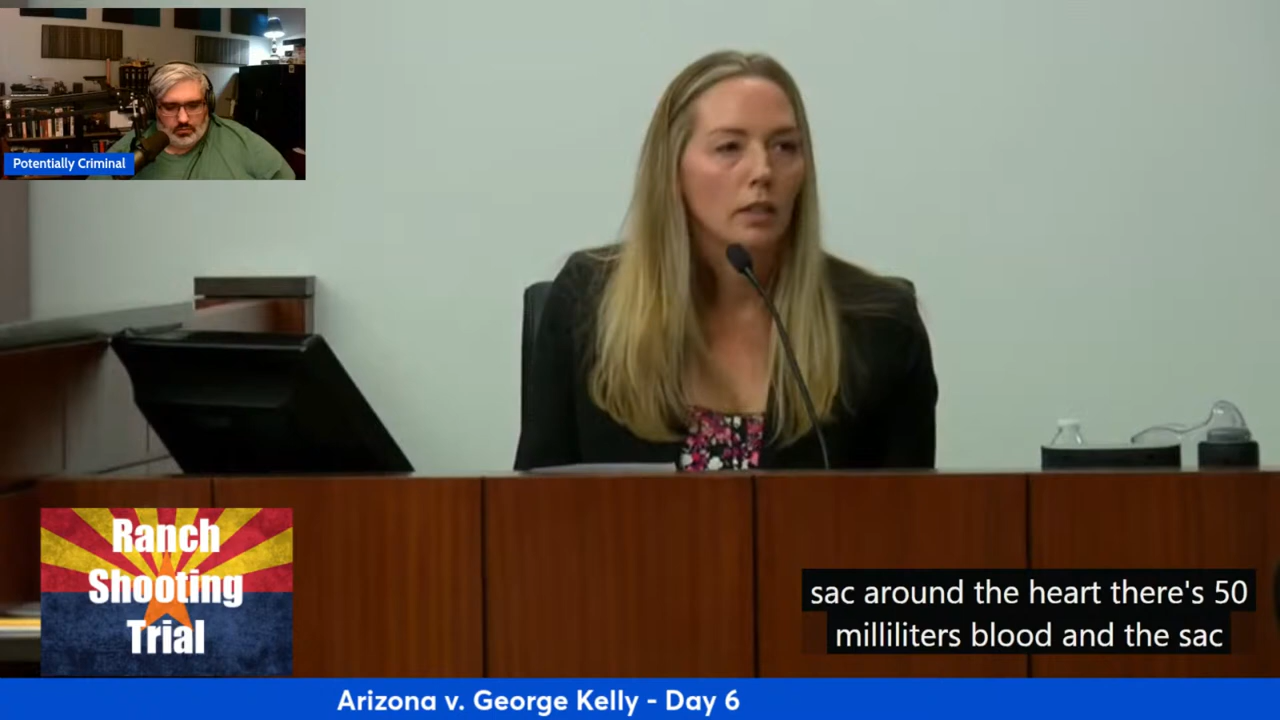 Potentially Criminal
Ranch
Shooting
Trial
sac around the heart there's 50
milliliters blood and the sac
Arizona v. George Kelly - Day 6